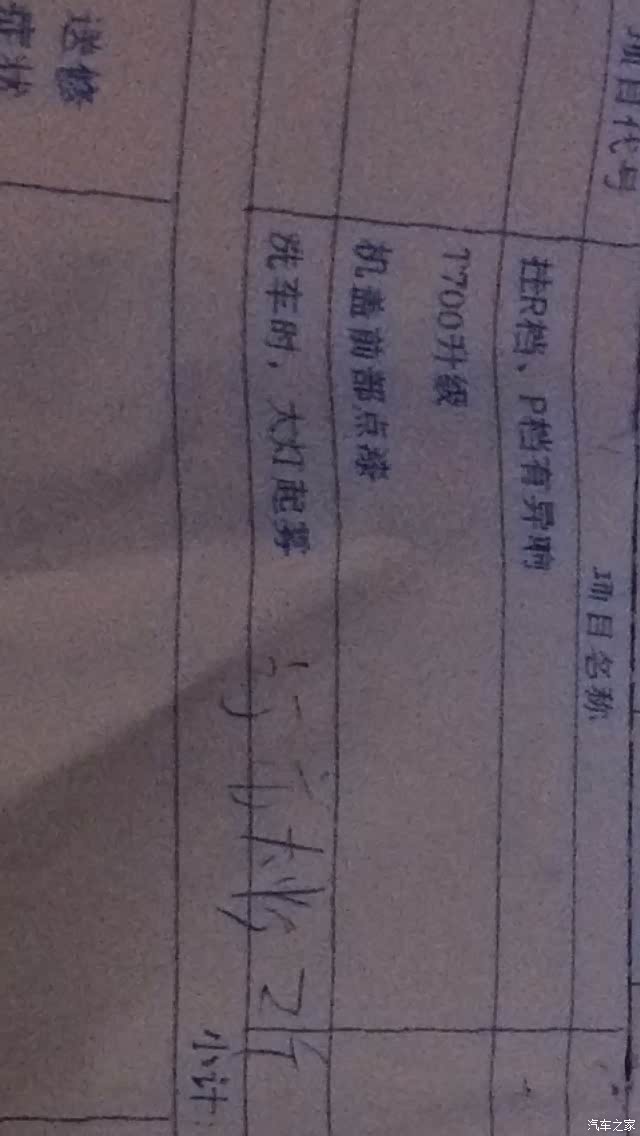 项目代号 项目名称
挂R档、P档有异响
T700升级
机盖前部点漆
洗车时,大灯起雾
小计:
送修
症状
汽车之家